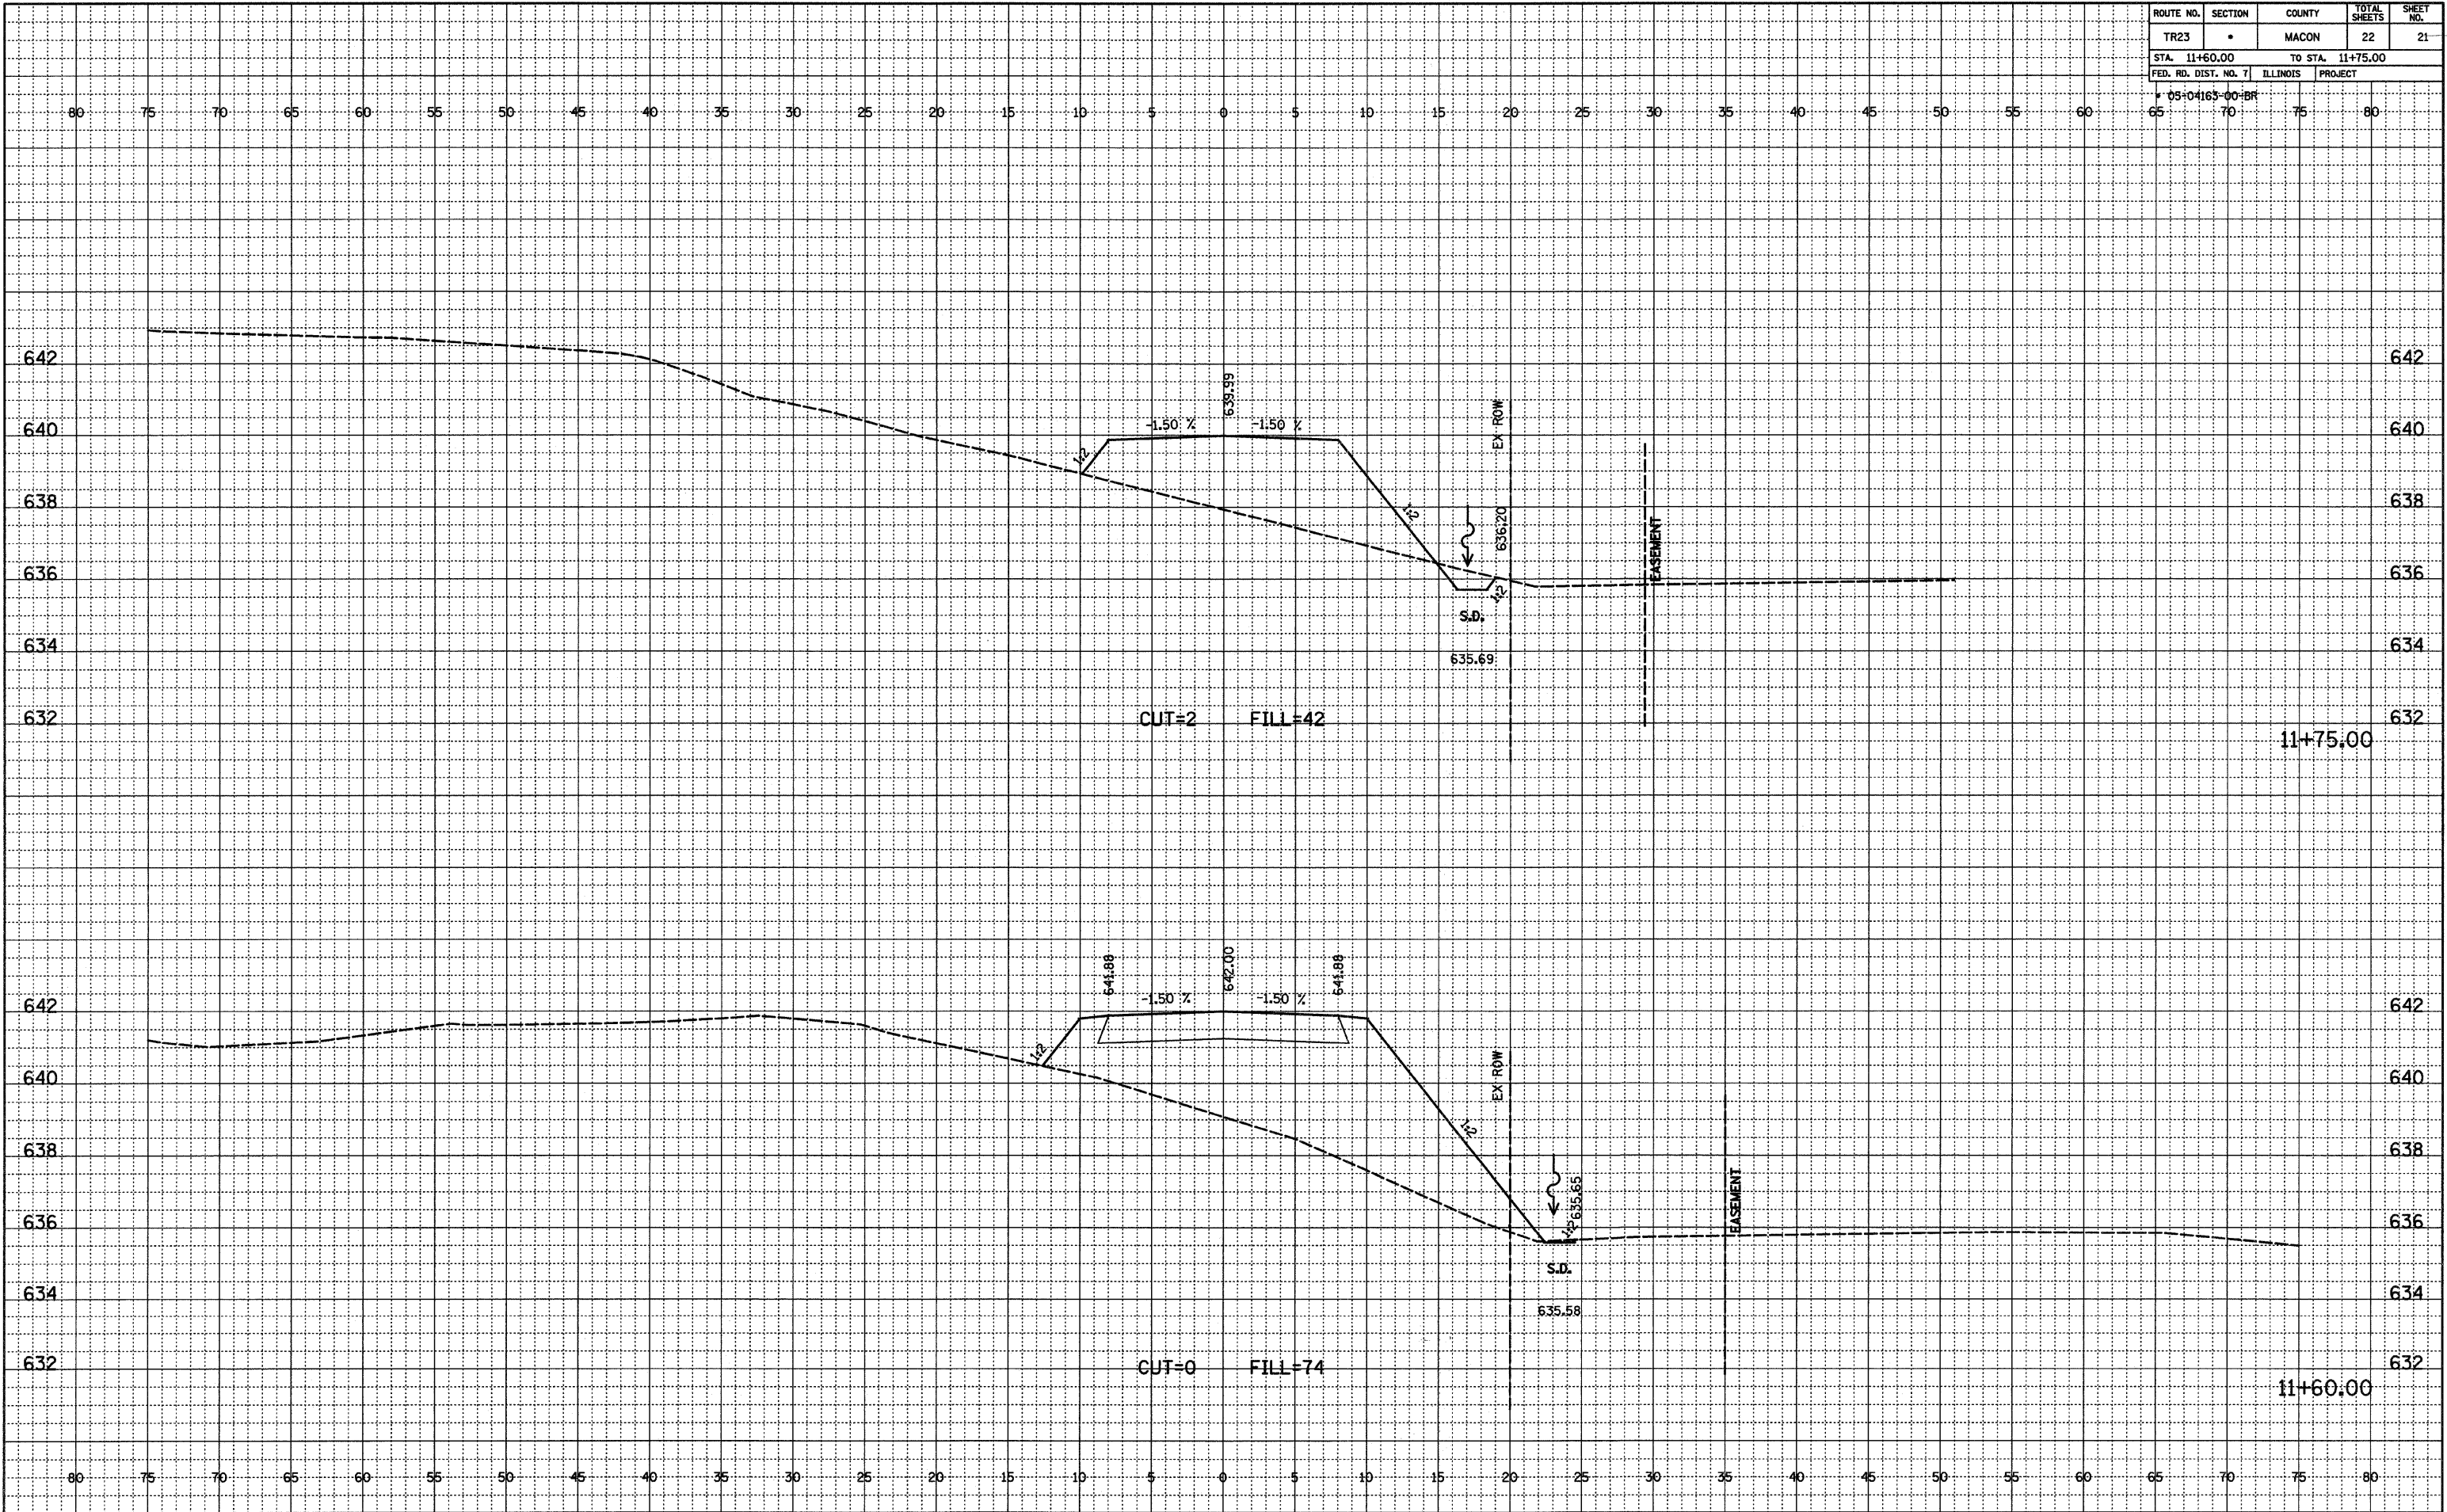 ROUTE NO. SECTION COUNTY TOTAL SHEETS SHEET NO.
TR23 • MACON 22 21
STA. 11+60.00 TO STA. 11+75.00
FED. RD. DIST. NO. 7 ILLINOIS PROJECT
• 05-04163-00-BR
80 75 70 65 60 55 50 45 40 35 30 25 20 15 10 5 0 5 10 15 20 25 30 35 40 45 50 55 60 65 70 75 80
642 642
639.99
640 -1.50 % -1.50 % EX ROW 640
1:2
638 1:2 636.20 638
EASEMENT
636 636
1:2
S.D.
634 634
635.69
632 CUT=2 FILL=42 632
11+75.00
641.88 642.00 641.88
642 -1.50 % -1.50 % 642
1:2
640 EX ROW 640
638 1:2 638
635.65
EASEMENT
636 1:2 636
S.D.
634 634
635.58
632 CUT=0 FILL=74 632
11+60.00
80 75 70 65 60 55 50 45 40 35 30 25 20 15 10 5 0 5 10 15 20 25 30 35 40 45 50 55 60 65 70 75 80